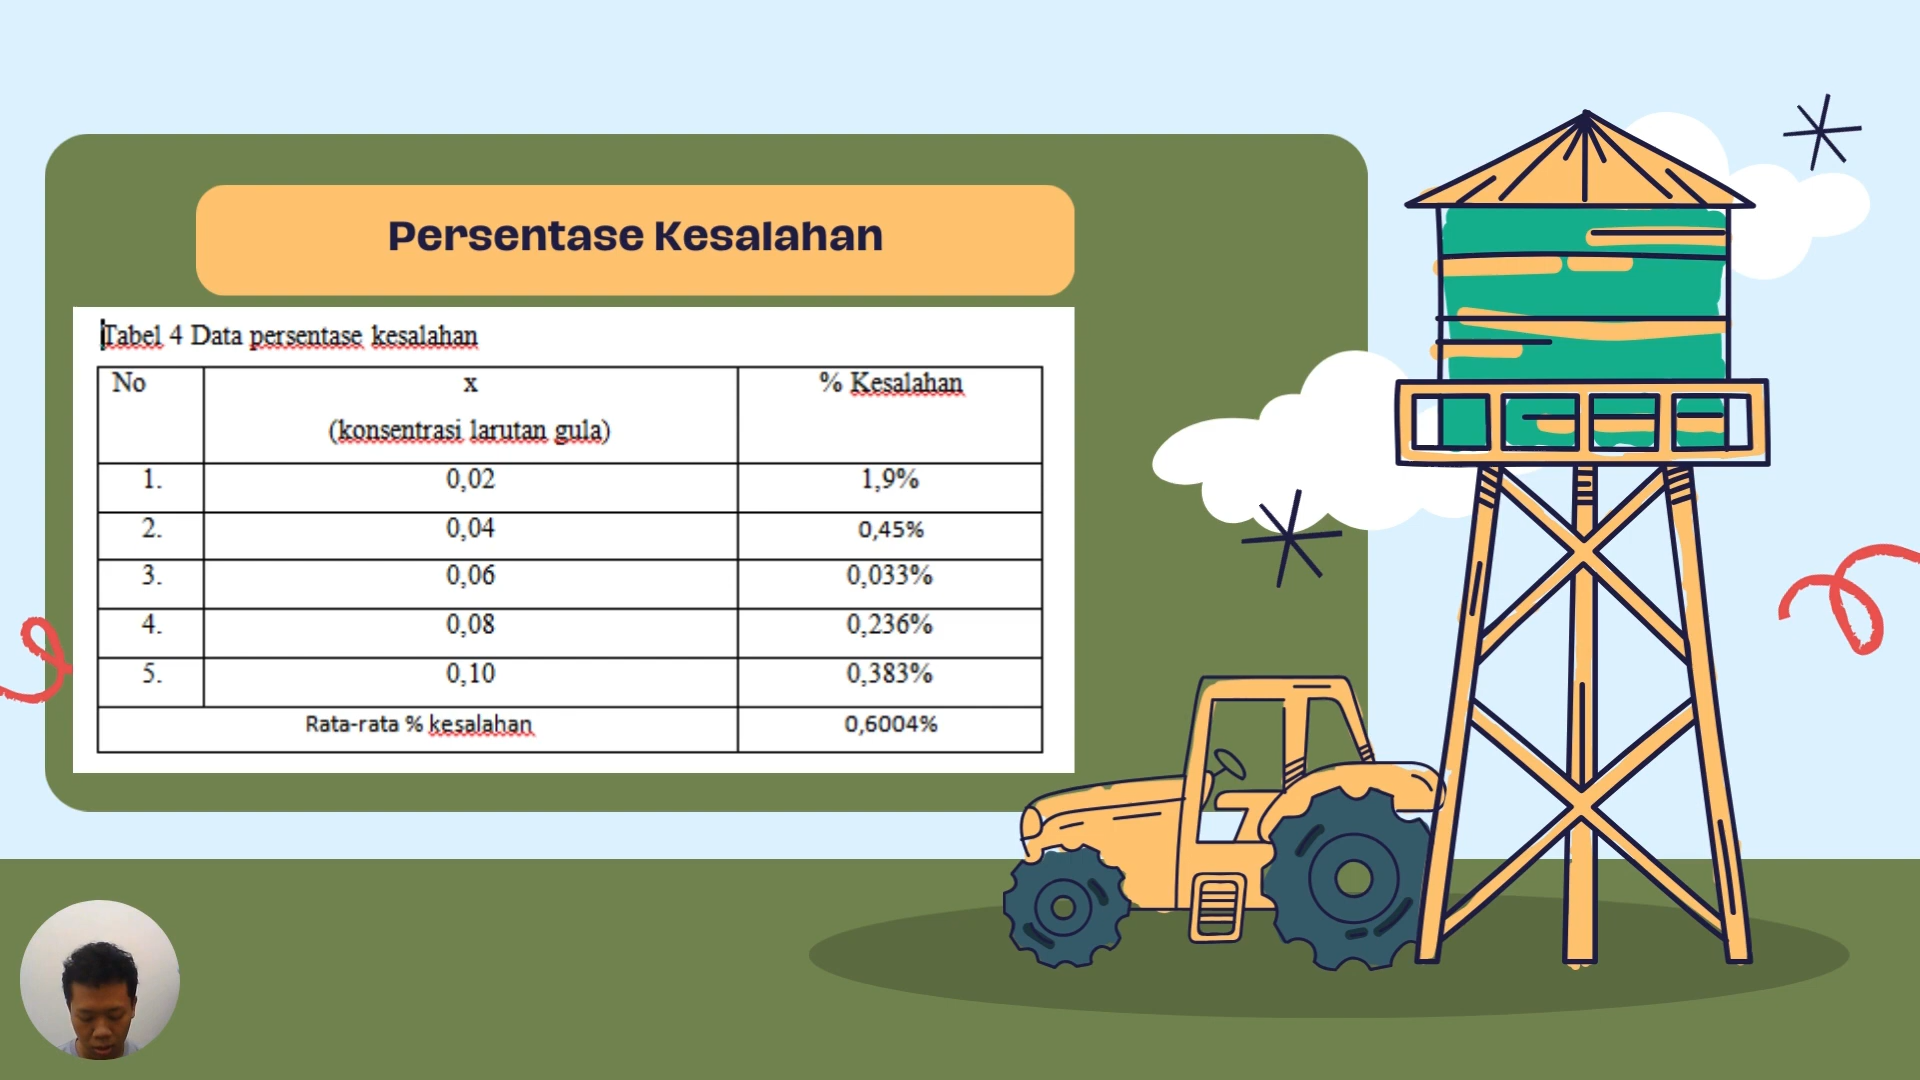 Persentase Kesalahan
Tabel 4 Data persentase kesalahan
No x % Kesalahan
(konsentrasi larutan gula)
1. 0,02 1,9%
2. 0,04 0,45%
3. 0,06 0,033%
4. 0,08 0,236%
5. 0,10 0,383%
Rata-rata % kesalahan 0,6004%